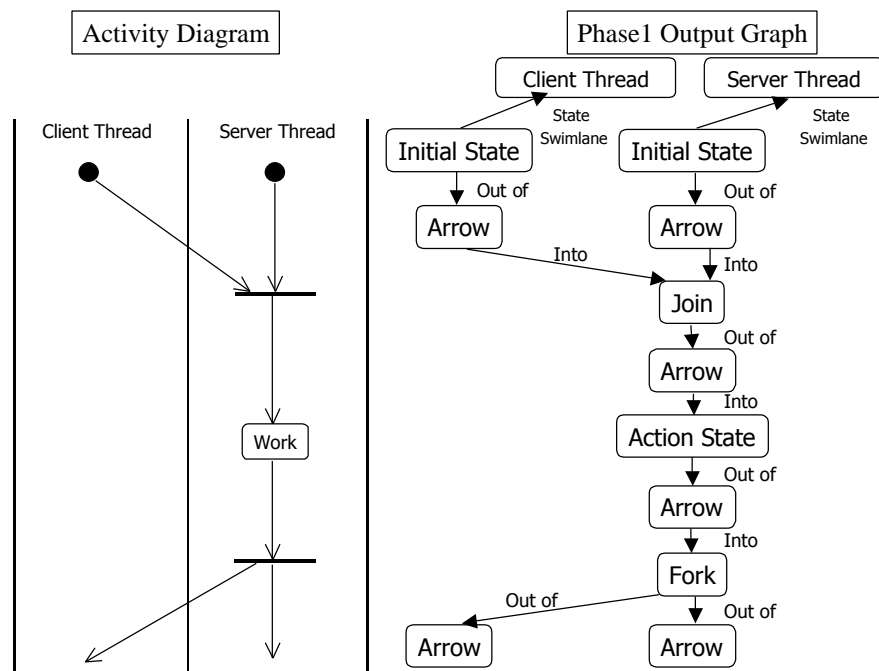 Activity Diagram
Client Thread
Server Thread
Work
Phase1 Output Graph
Client Thread
Server Thread
State
Swimlane
State
Swimlane
Initial State
Initial State
Out of
Out of
Arrow
Arrow
Into
Into
Join
Out of
Arrow
Into
Action State
Out of
Arrow
Into
Fork
Out of
Out of
Arrow
Arrow